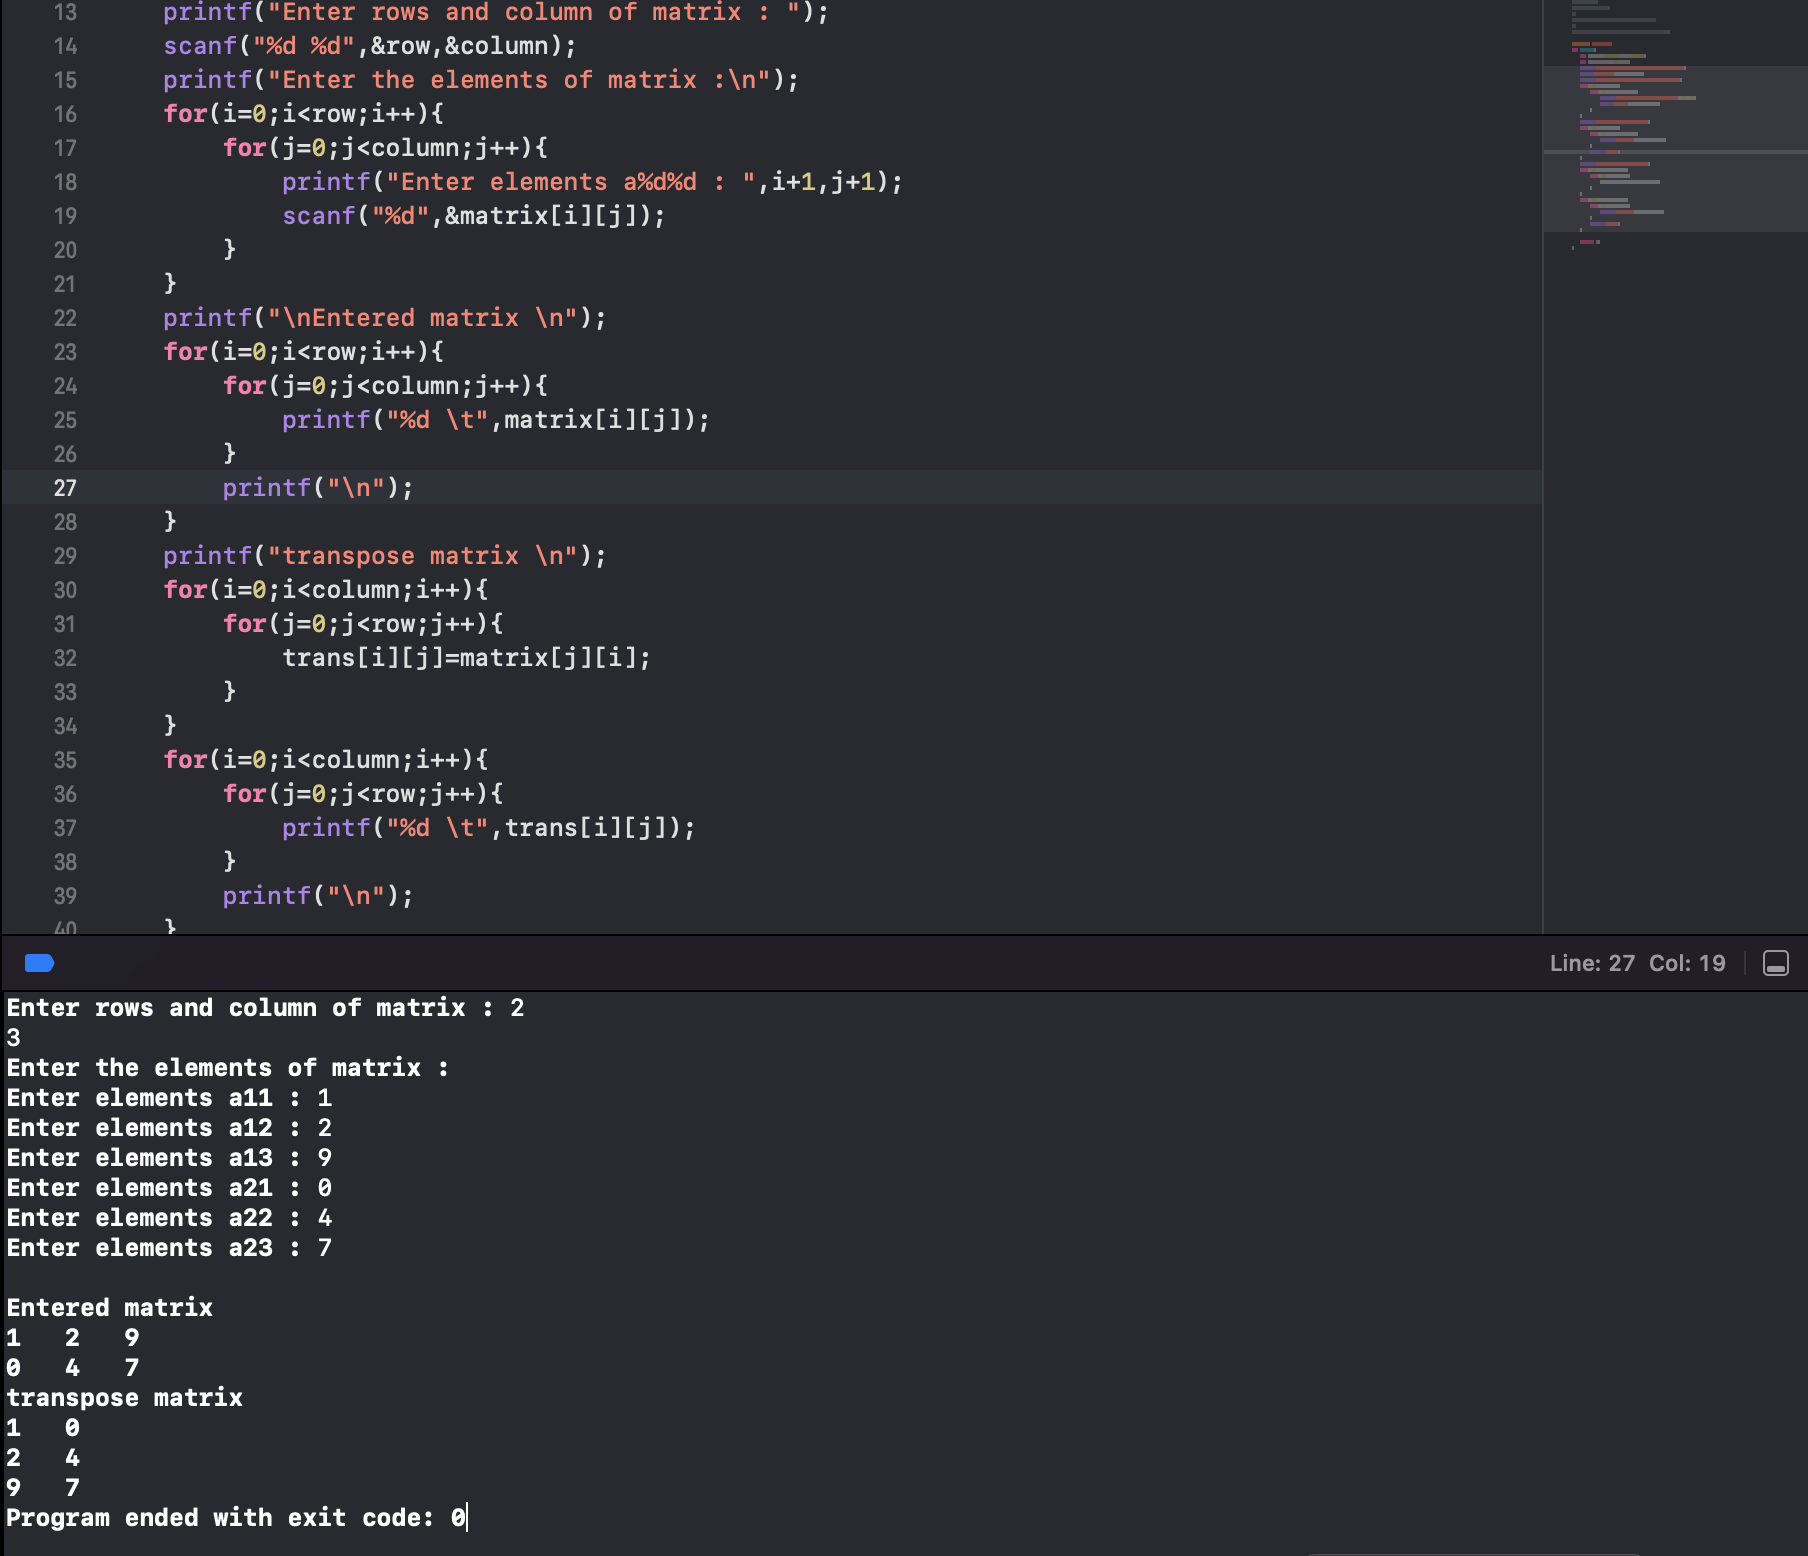 13 printf("Enter rows and column of matrix : ");
14 scanf("%d %d",&row,&column);
15 printf("Enter the elements of matrix :\n");
16 for(i=0;i<row;i++){
17 for(j=0;j<column;j++){
18 printf("Enter elements a%d%d : ",i+1,j+1);
19 scanf("%d",&matrix[i][j]);
20 }
21 }
22 printf("\nEntered matrix \n");
23 for(i=0;i<row;i++){
24 for(j=0;j<column;j++){
25 printf("%d \t",matrix[i][j]);
26 }
27 printf("\n");
28 }
29 printf("transpose matrix \n");
30 for(i=0;i<column;i++){
31 for(j=0;j<row;j++){
32 trans[i][j]=matrix[j][i];
33 }
34 }
35 for(i=0;i<column;i++){
36 for(j=0;j<row;j++){
37 printf("%d \t",trans[i][j]);
38 }
39 printf("\n");
40 }
Line: 27 Col: 19
Enter rows and column of matrix : 2
3
Enter the elements of matrix :
Enter elements a11 : 1
Enter elements a12 : 2
Enter elements a13 : 9
Enter elements a21 : 0
Enter elements a22 : 4
Enter elements a23 : 7
Entered matrix
1 2 9
0 4 7
transpose matrix
1 0
2 4
9 7
Program ended with exit code: 0